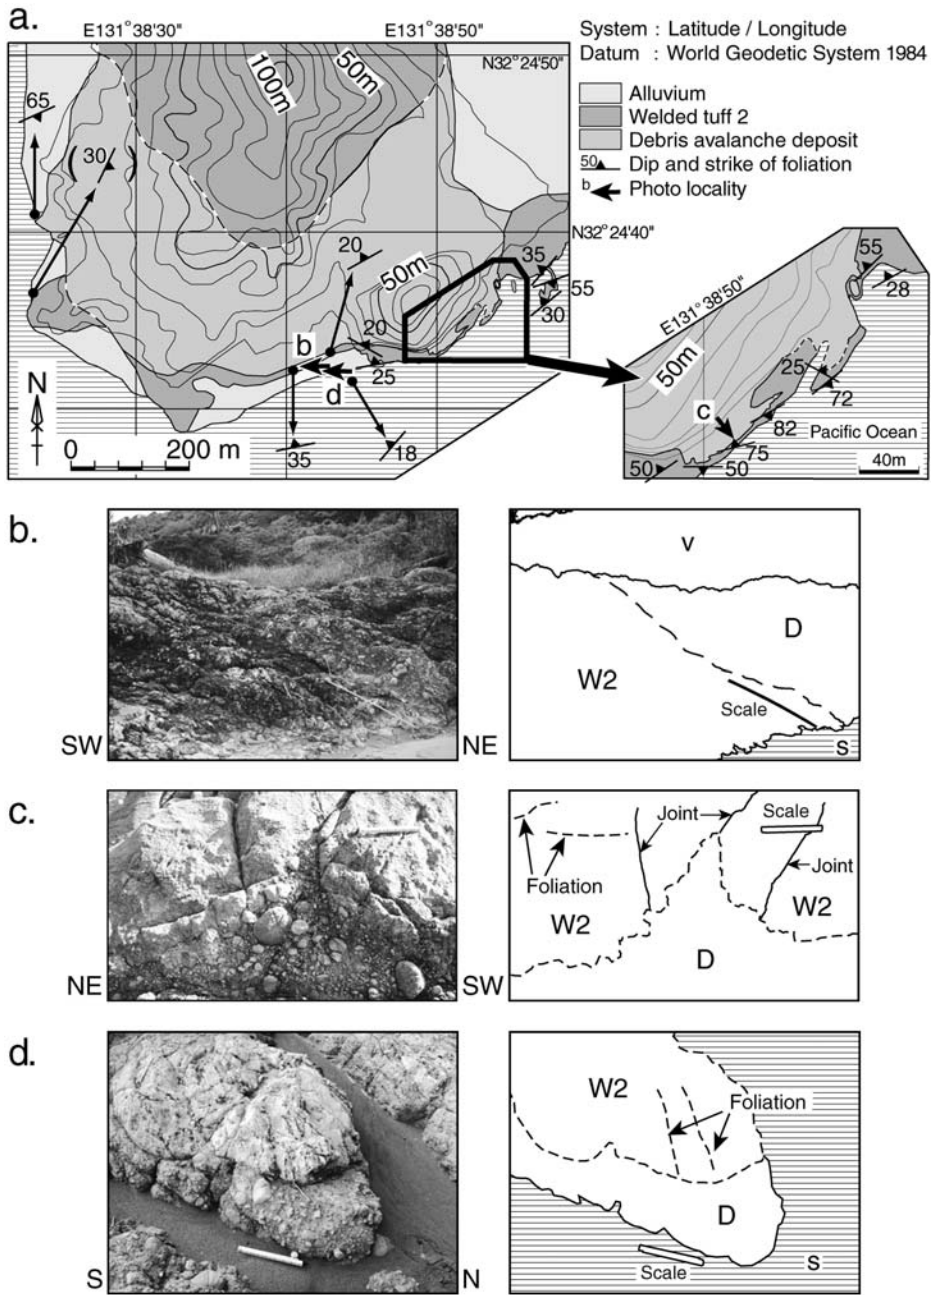 a.
E131°38'30"
E131°38'50"
System : Latitude / Longitude
Datum : World Geodetic System 1984
N32°24'50"
100m
50m
65
( 30 )
Alluvium
Welded tuff 2
Debris avalanche deposit
50 Dip and strike of foliation
b Photo locality
N32°24'40"
20
50m
35
55
30
20
25
b
d
35
18
N
0 200 m
E131°38'50"
55
28
50m
25
72
c
82
75
50
50
Pacific Ocean
40m
b.
SW
NE
v
D
W2
Scale
s
c.
NE
SW
Joint
Scale
Foliation
Joint
W2
W2
D
d.
S
N
W2
Foliation
D
s
Scale